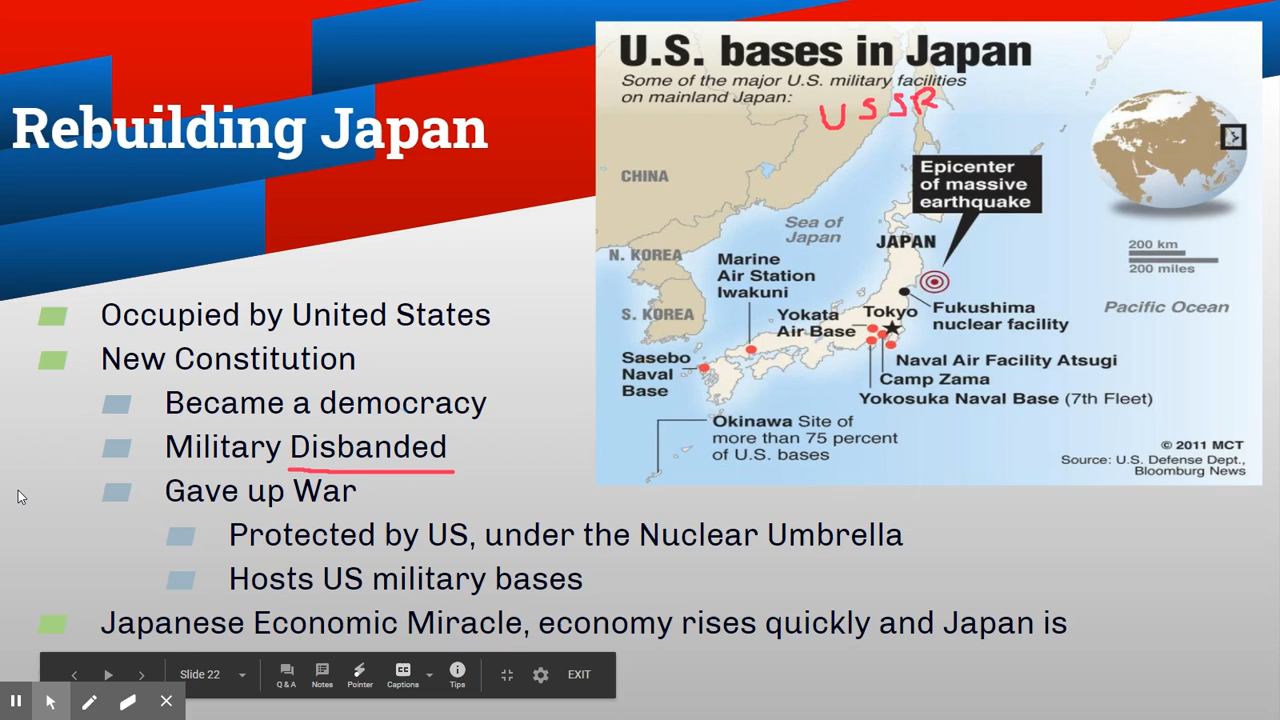 Rebuilding Japan
Occupied by United States
New Constitution
Became a democracy
Military Disbanded
Gave up War
Protected by US, under the Nuclear Umbrella
Hosts US military bases
Japanese Economic Miracle, economy rises quickly and Japan is
U.S. bases in Japan
Some of the major U.S. military facilities
on mainland Japan:
USSR
CHINA
Epicenter
of massive
earthquake
Sea of
Japan
JAPAN
N. KOREA
S. KOREA
Marine
Air Station
Iwakuni
Yokata
Air Base
Tokyo
Fukushima
nuclear facility
200 km
200 miles
Pacific Ocean
Sasebo
Naval
Base
Naval Air Facility Atsugi
Camp Zama
Yokosuka Naval Base (7th Fleet)
Okinawa Site of
more than 75 percent
of U.S. bases
© 2011 MCT
Source: U.S. Defense Dept.,
Bloomburg News
Slide 22
Q & A
Notes
Pointer
CC
Captions
Tips
EXIT